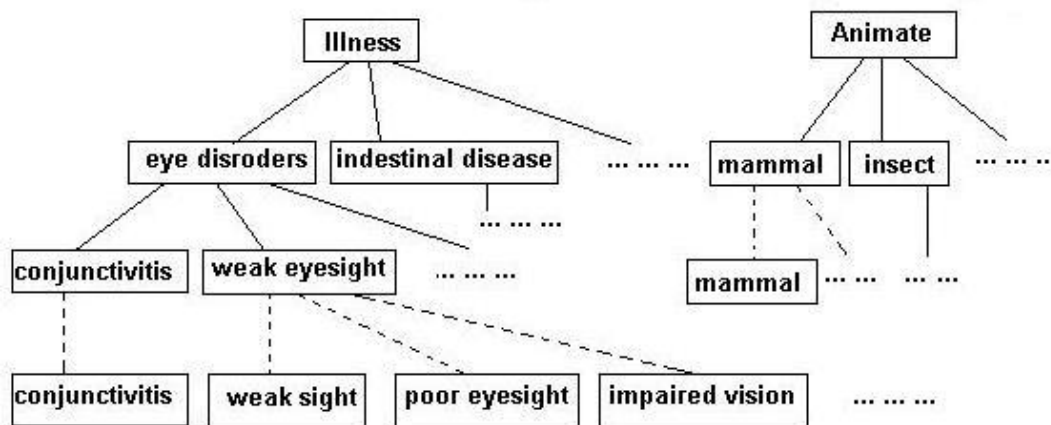 Illness
Animate
eye disroders
indestinal disease
... ... ...
mammal
insect
... ... ...
... ... ...
conjunctivitis
weak eyesight
... ... ...
mammal
... ...
... ...
conjunctivitis
weak sight
poor eyesight
impaired vision
... ... ...